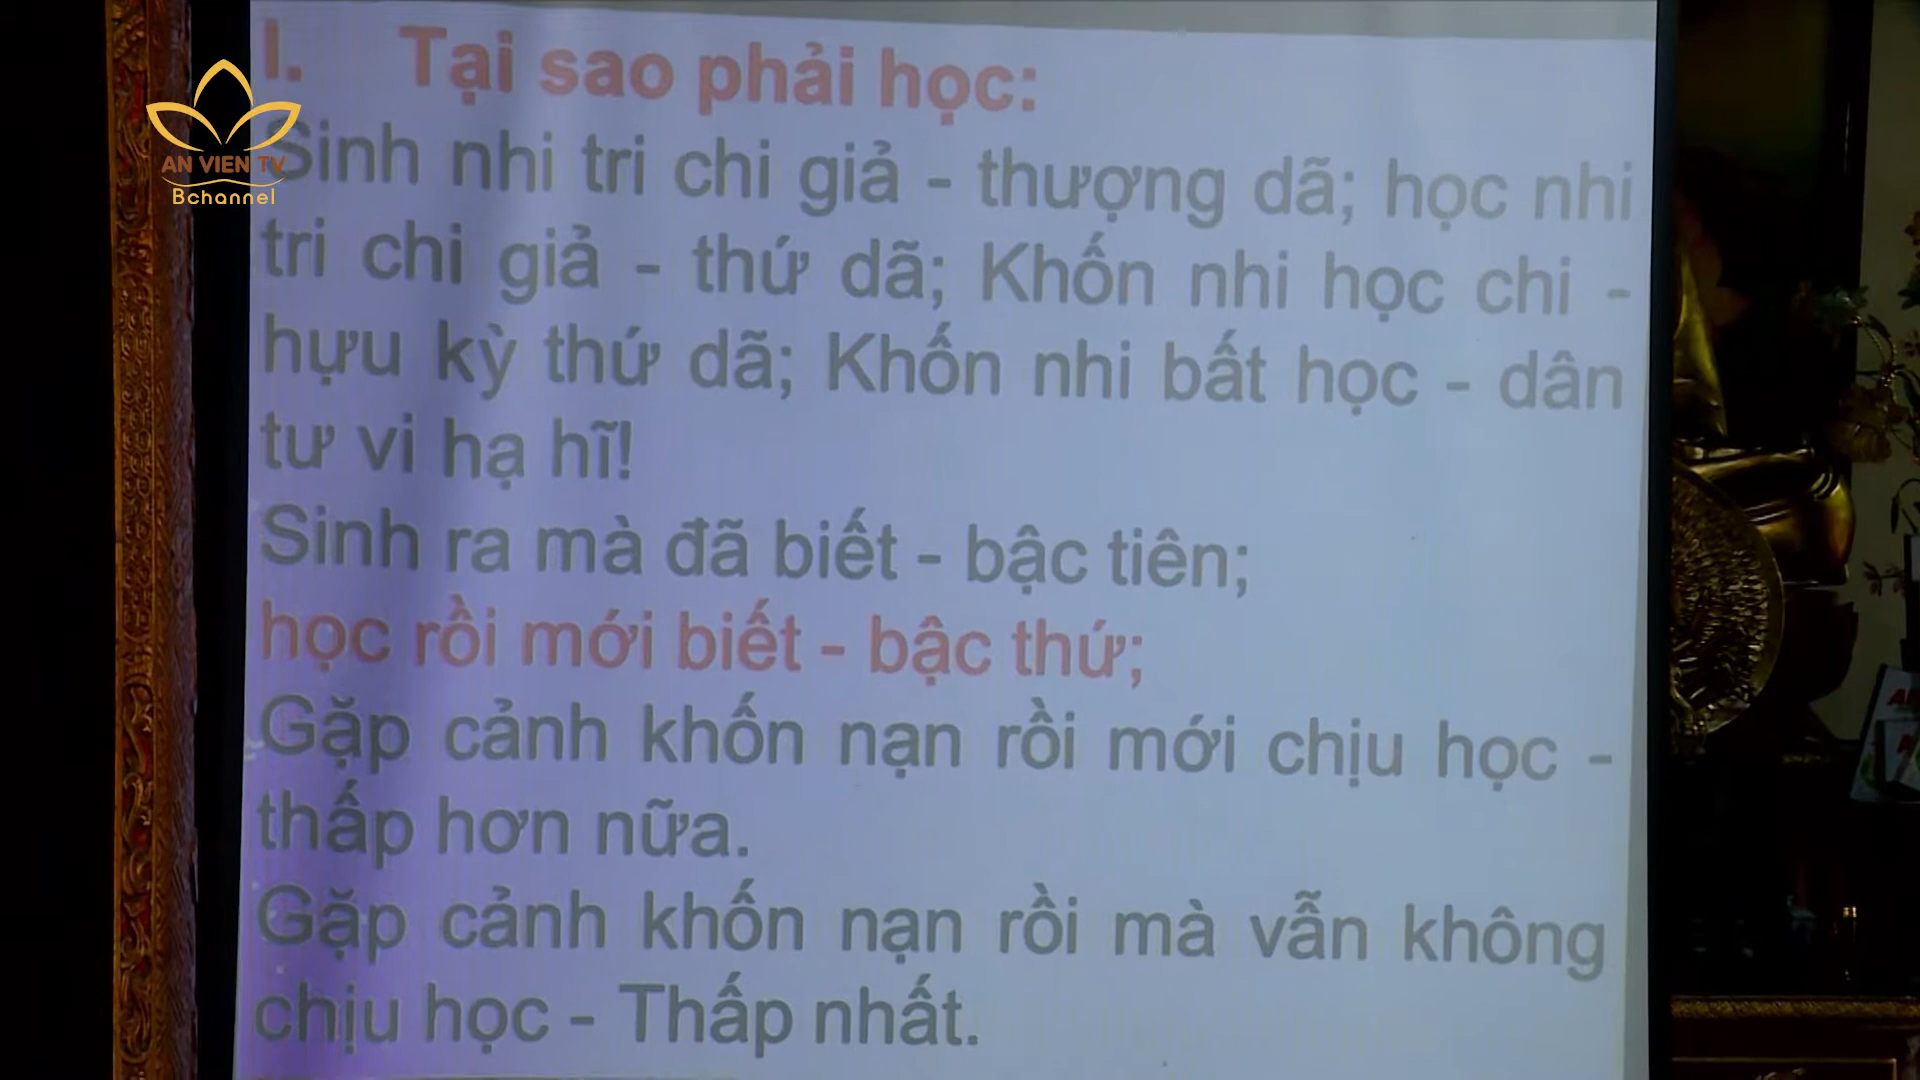 I. Tại sao phải học:
Sinh nhi tri chi giả - thượng dã; học nhi
tri chi giả - thứ dã; Khốn nhi học chi -
hựu kỳ thứ dã; Khốn nhi bất học - dân
tư vi hạ hĩ!
Sinh ra mà đã biết - bậc tiên;
học rồi mới biết - bậc thứ;
Gặp cảnh khốn nạn rồi mới chịu học -
thấp hơn nữa.
Gặp cảnh khốn nạn rồi mà vẫn không
chịu học - Thấp nhất.
AN VIEN TV
Bchannel